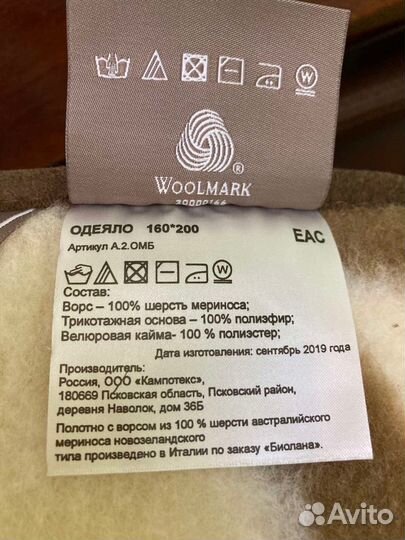 WOOLMARK
ОДЕЯЛО 160*200
Артикул А.2.ОМБ
EAC
Состав:
Ворс – 100% шерсть мериноса;
Трикотажная основа – 100% полиэфир;
Велюровая кайма- 100 % полиэстер;
Дата изготовления: сентябрь 2019 года
Производитель:
Россия, ООО «Кампотекс»,
180669 Псковская область, Псковский район,
деревня Наволок, дом 36Б
Полотно с ворсом из 100 % шерсти австралийского
мериноса новозеландского
типа произведено в Италии по заказу «Биолана».
Avito